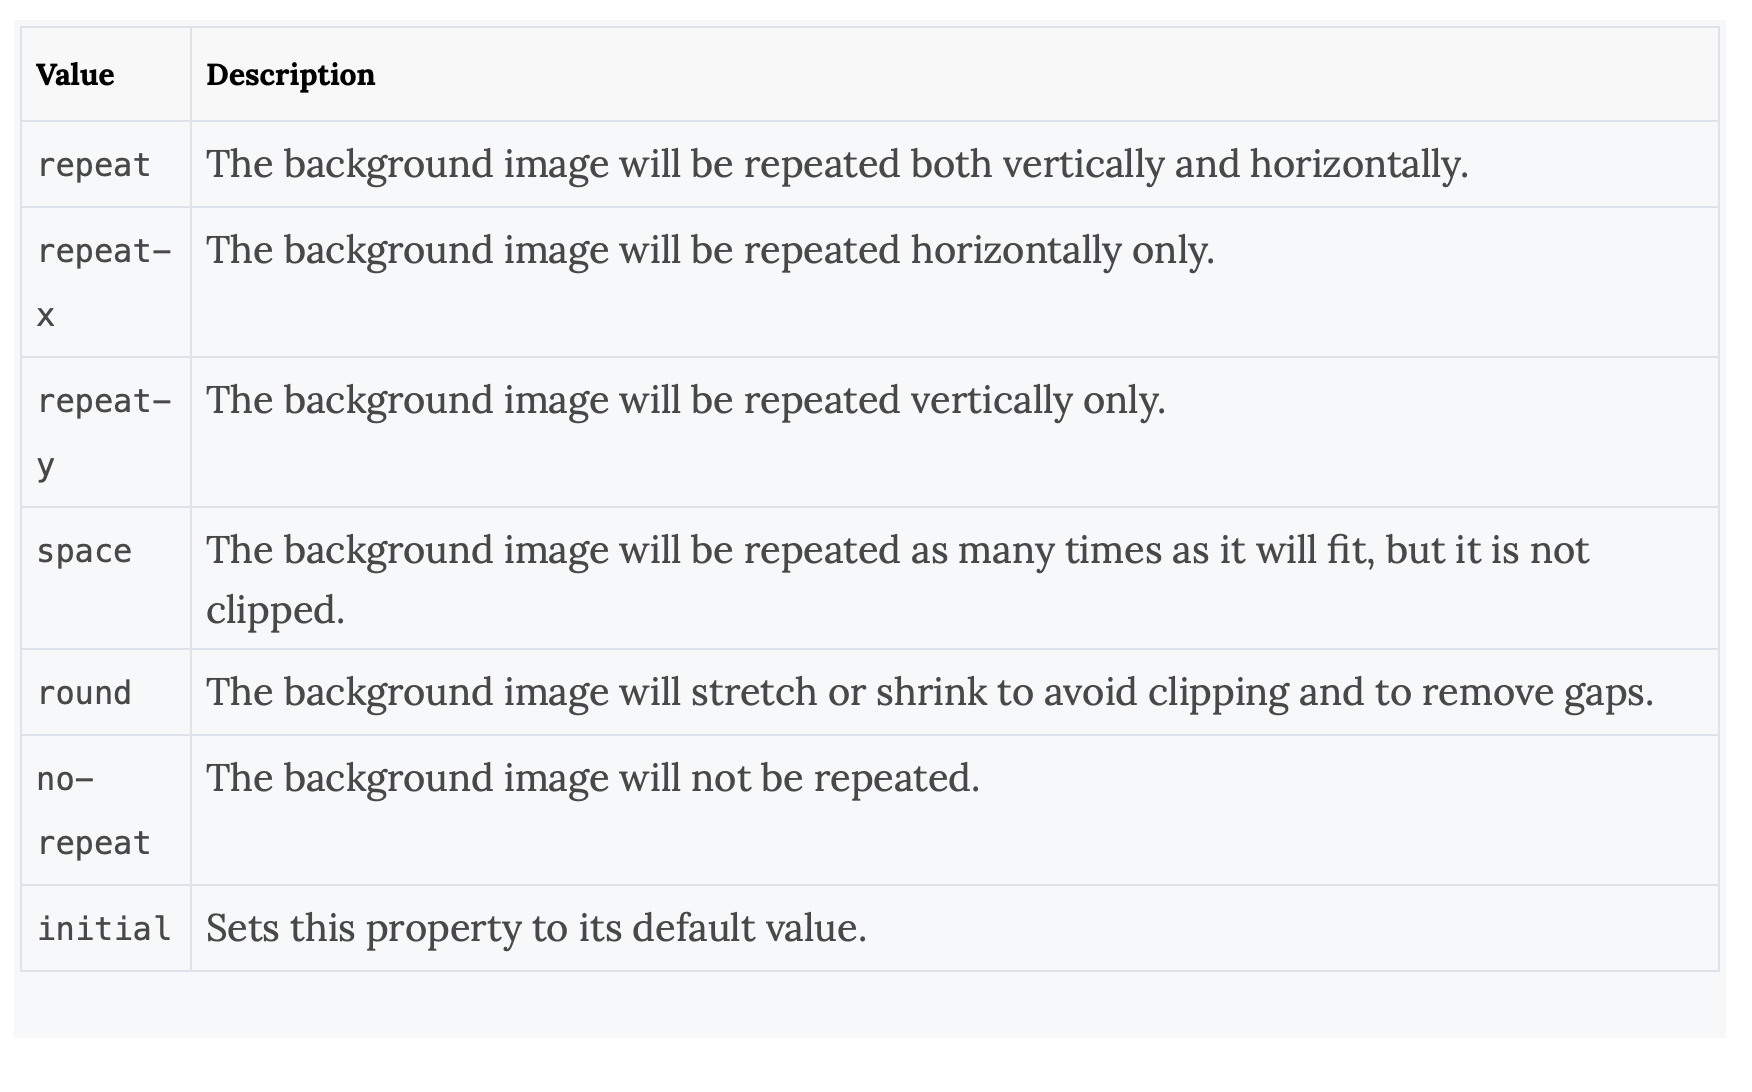 Value Description
repeat The background image will be repeated both vertically and horizontally.
repeat- The background image will be repeated horizontally only.
x
repeat- The background image will be repeated vertically only.
y
space The background image will be repeated as many times as it will fit, but it is not
clipped.
round The background image will stretch or shrink to avoid clipping and to remove gaps.
no- The background image will not be repeated.
repeat
initial Sets this property to its default value.